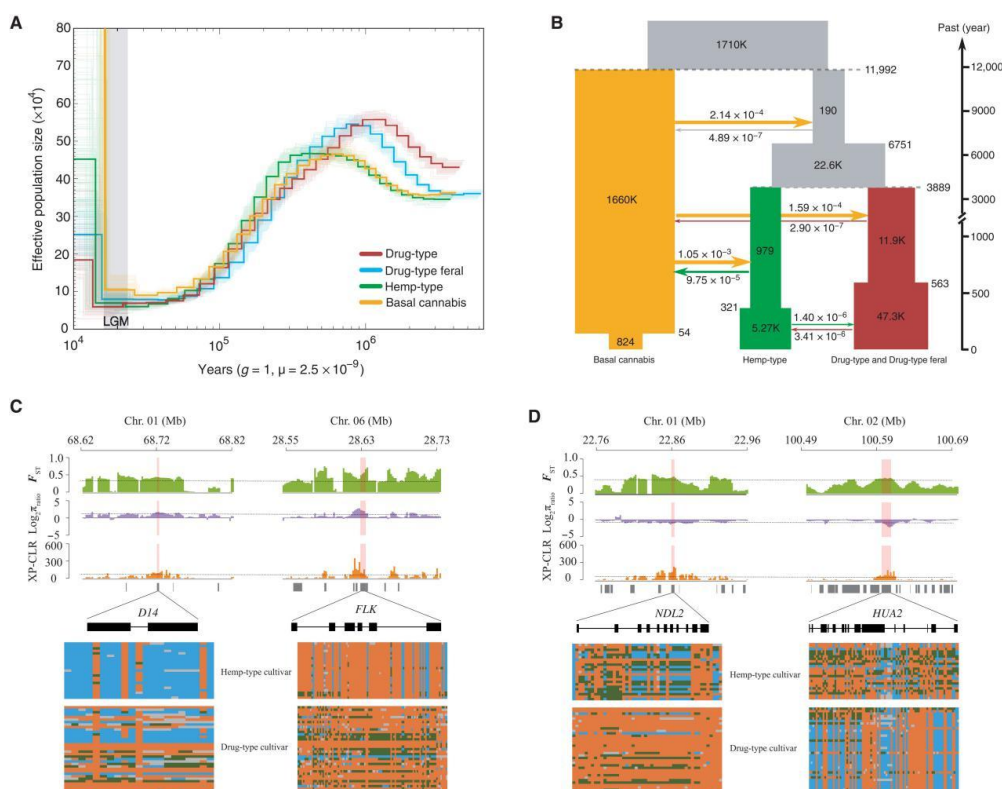 A
Effective population size (×10⁴)
80
70
60
50
40
30
20
10
0
LGM
Drug-type
Drug-type feral
Hemp-type
Basal cannabis
10⁴
10⁵
10⁶
Years (g = 1, μ = 2.5 × 10⁻⁹)
B
Past (year)
1710K
11,992
12,000
2.14 × 10⁻⁴
190
4.89 × 10⁻⁷
9000
6751
22.6K
6000
3889
3000
1660K
1.59 × 10⁻⁴
2.90 × 10⁻⁷
11.9K
1000
1.05 × 10⁻³
979
9.75 × 10⁻⁵
563
500
321
1.40 × 10⁻⁶
47.3K
5.27K
3.41 × 10⁻⁶
54
824
0
Basal cannabis
Hemp-type
Drug-type and Drug-type feral
C
Chr. 01 (Mb)
Chr. 06 (Mb)
68.62 68.72 68.82
28.55 28.63 28.73
F_ST
1.0
0.5
0.0
Log₂πratio
5
0
−5
XP-CLR
600
300
0
D14
FLK
Hemp-type cultivar
Drug-type cultivar
D
Chr. 01 (Mb)
Chr. 02 (Mb)
22.76 22.86 22.96
100.49 100.59 100.69
F_ST
1.0
0.5
0.0
Log₂πratio
5
0
−5
XP-CLR
600
300
0
NDL2
HUA2
Hemp-type cultivar
Drug-type cultivar